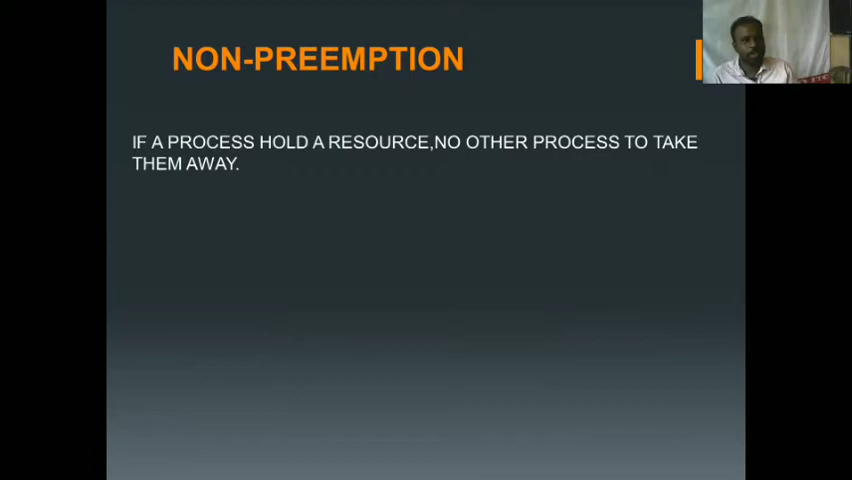 NON-PREEMPTION
IF A PROCESS HOLD A RESOURCE,NO OTHER PROCESS TO TAKE
THEM AWAY.